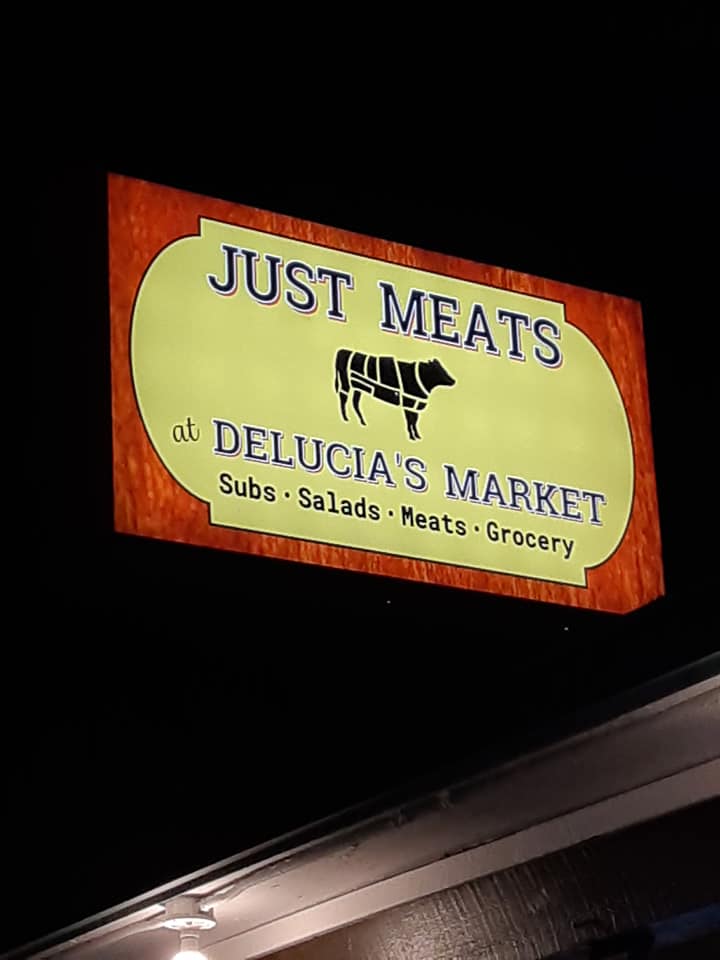 JUST MEATS
at DELUCIA'S MARKET
Subs · Salads · Meats · Grocery